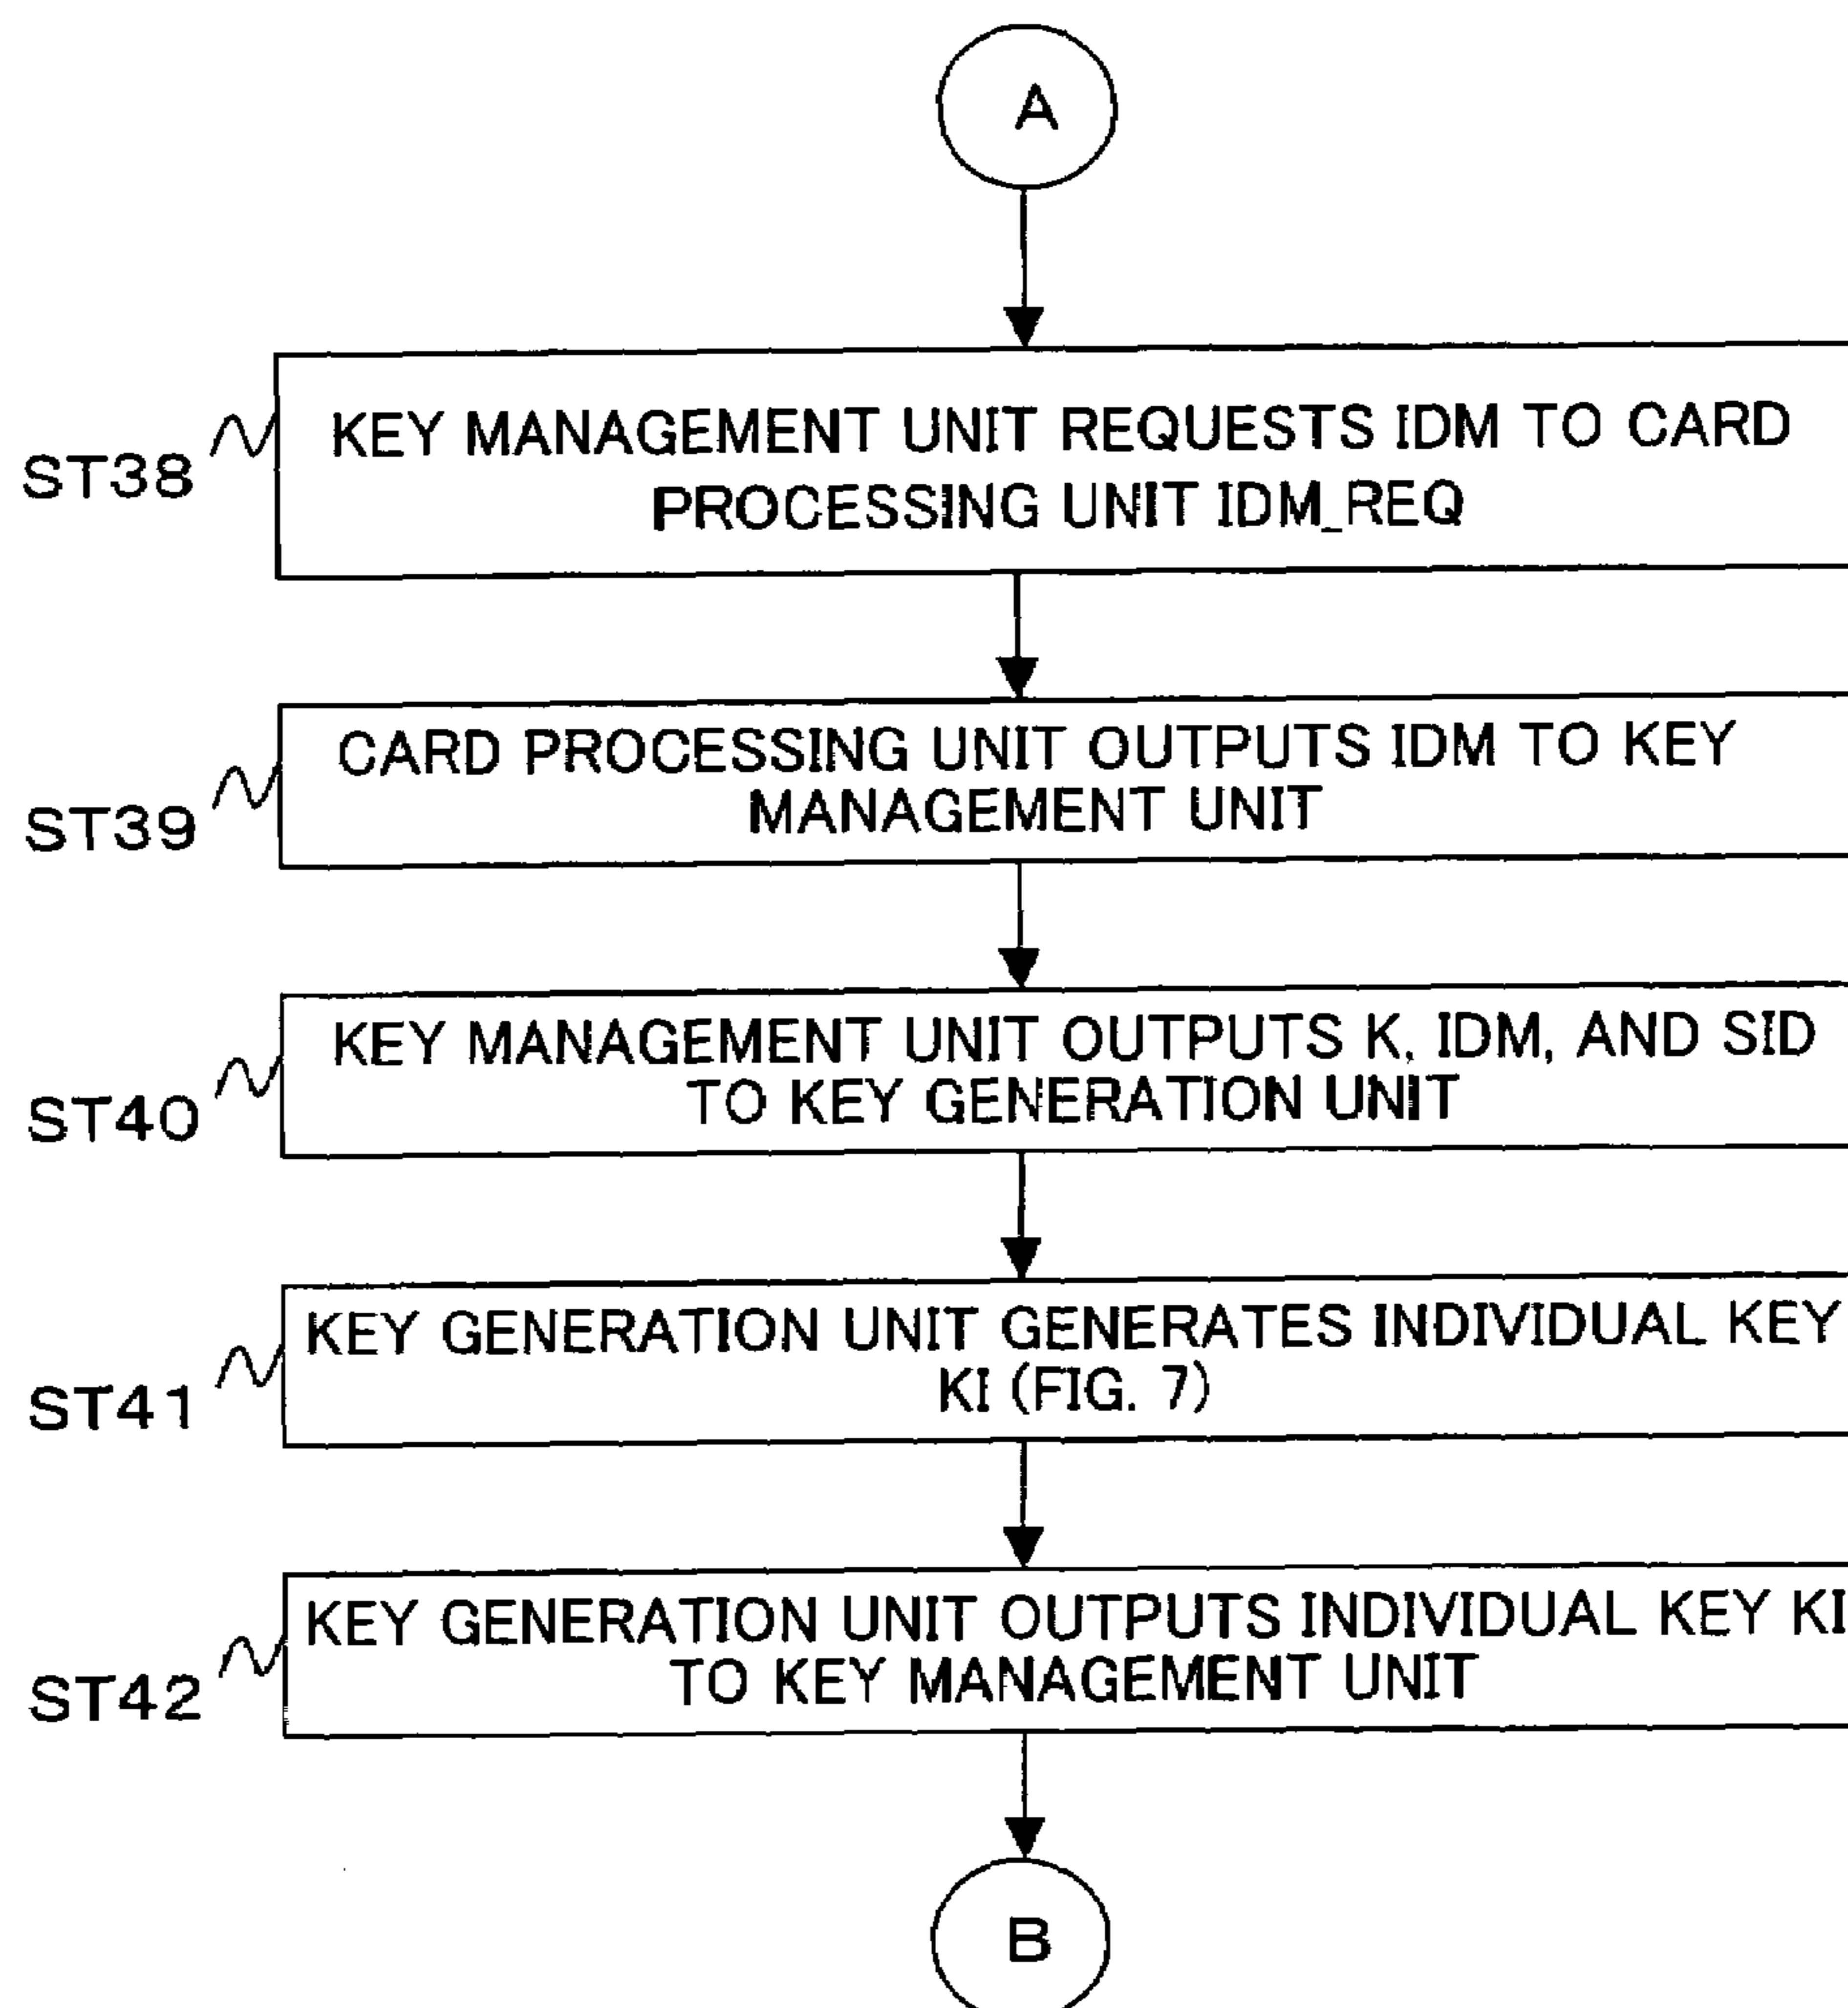 A
KEY MANAGEMENT UNIT REQUESTS IDM TO CARD
PROCESSING UNIT IDM_REQ
ST38
CARD PROCESSING UNIT OUTPUTS IDM TO KEY
MANAGEMENT UNIT
ST39
KEY MANAGEMENT UNIT OUTPUTS K, IDM, AND SID
TO KEY GENERATION UNIT
ST40
KEY GENERATION UNIT GENERATES INDIVIDUAL KEY
KI (FIG. 7)
ST41
KEY GENERATION UNIT OUTPUTS INDIVIDUAL KEY KI
TO KEY MANAGEMENT UNIT
ST42
B